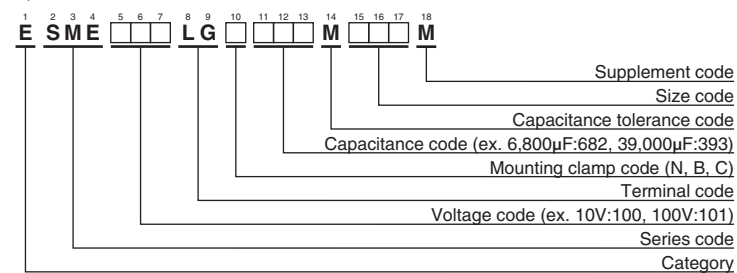 1 2 3 4 5 6 7 8 9 10 11 12 13 14 15 16 17 18
E SME □□□ LG □ □□□ M □□□ M
Supplement code
Size code
Capacitance tolerance code
Capacitance code (ex. 6,800μF:682, 39,000μF:393)
Mounting clamp code (N, B, C)
Terminal code
Voltage code (ex. 10V:100, 100V:101)
Series code
Category